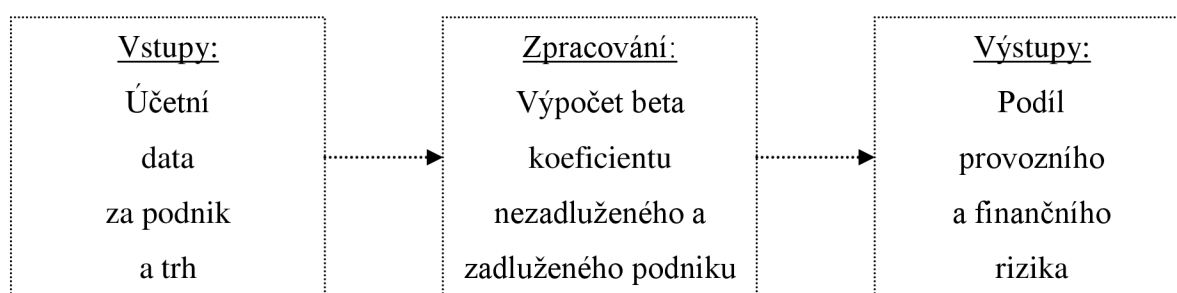 Vstupy:
Účetní
data
za podnik
a trh
Zpracování:
Výpočet beta
koeficientu
nezadluženého a
zadluženého podniku
Výstupy:
Podíl
provozního
a finančního
rizika